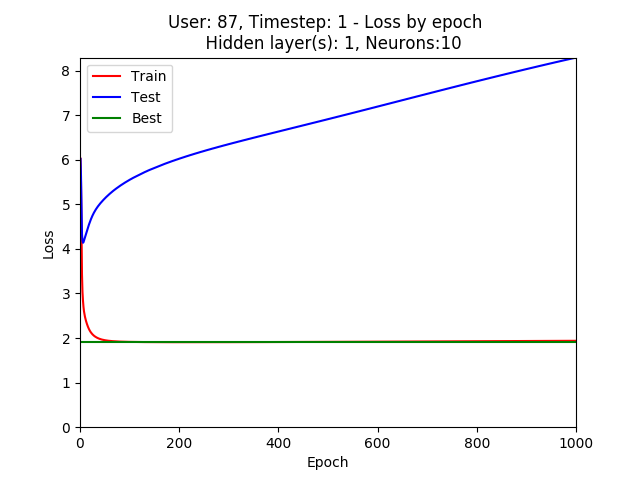 User: 87, Timestep: 1 - Loss by epoch
Hidden layer(s): 1, Neurons:10
Train
Test
Best
8
7
6
5
4
3
2
1
0
Loss
0 200 400 600 800 1000
Epoch